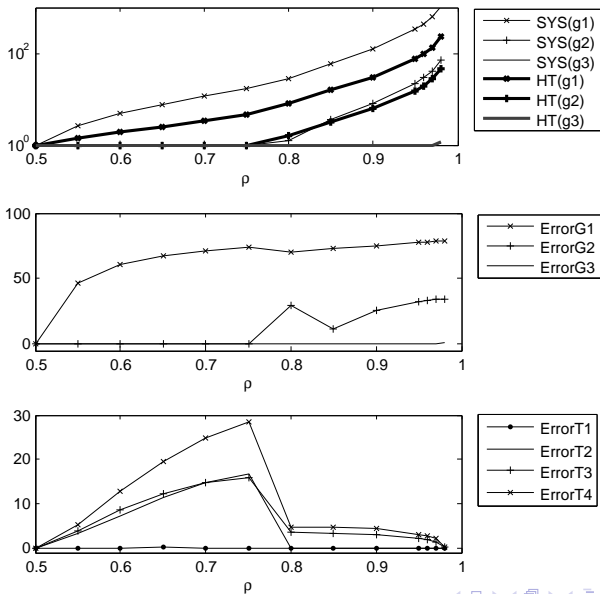 10^2
10^0
0.5 0.6 0.7 0.8 0.9 1
ρ
SYS(g1)
SYS(g2)
SYS(g3)
HT(g1)
HT(g2)
HT(g3)
100
50
0
0.5 0.6 0.7 0.8 0.9 1
ρ
ErrorG1
ErrorG2
ErrorG3
30
20
10
0
0.5 0.6 0.7 0.8 0.9 1
ρ
ErrorT1
ErrorT2
ErrorT3
ErrorT4